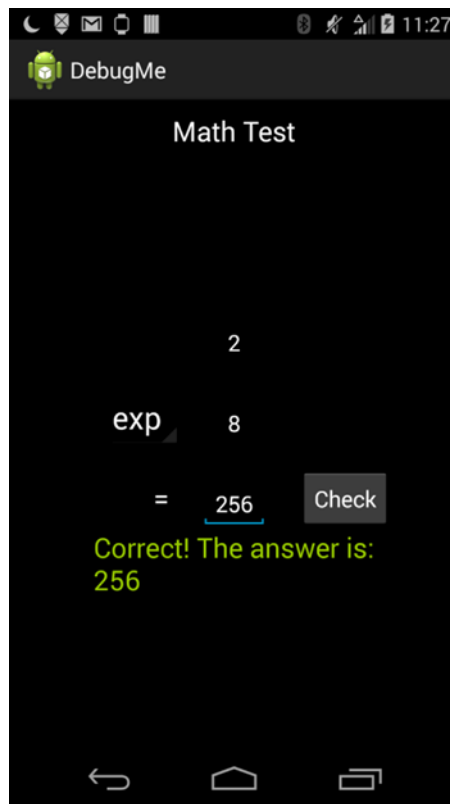 11:27
DebugMe
Math Test
2
exp 8
= 256 Check
Correct! The answer is:
256